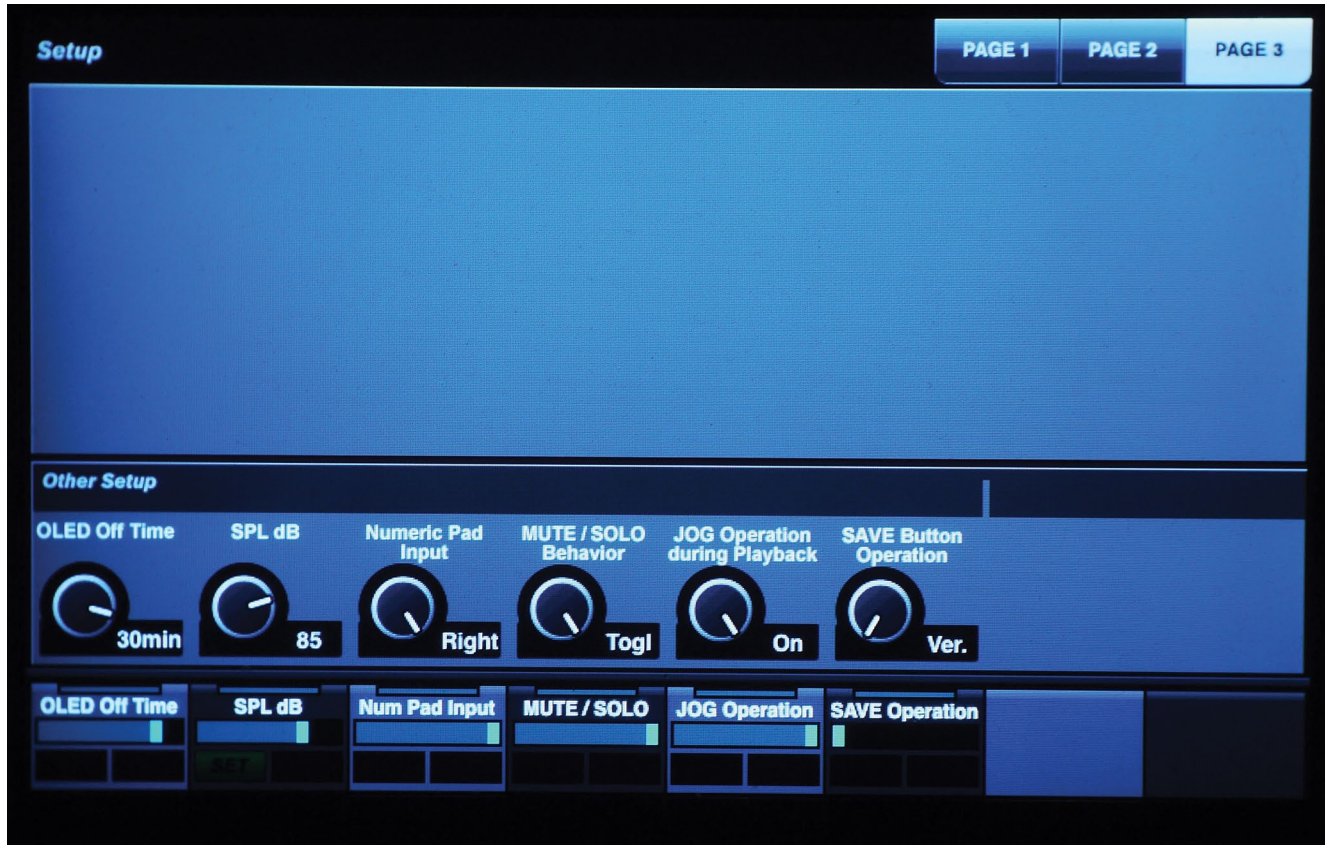 Setup
PAGE 1 PAGE 2 PAGE 3
Other Setup
OLED Off Time SPL dB Numeric Pad MUTE / SOLO JOG Operation SAVE Button
Input Behavior during Playback Operation
30min 85 Right Togl On Ver.
OLED Off Time SPL dB Num Pad Input MUTE / SOLO JOG Operation SAVE Operation
SET